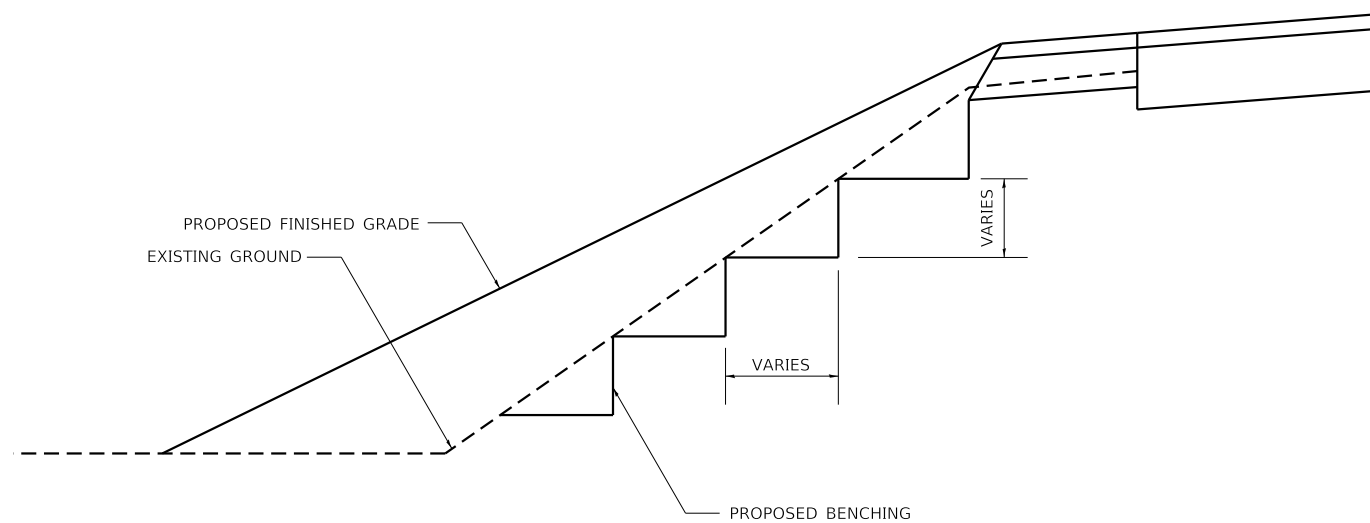 PROPOSED FINISHED GRADE
EXISTING GROUND
VARIES
VARIES
PROPOSED BENCHING